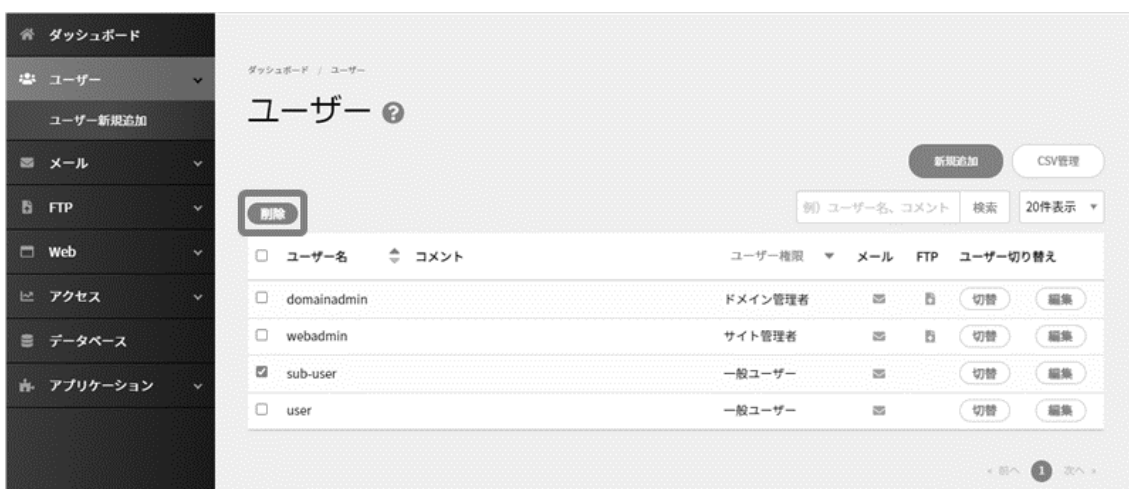 ダッシュボード
ユーザー
ユーザー新規追加
メール
FTP
Web
アクセス
データベース
アプリケーション
ダッシュボード / ユーザー
ユーザー ?
新規追加 CSV管理
削除 例）ユーザー名、コメント 検索 20件表示
ユーザー名 コメント ユーザー権限 メール FTP ユーザー切り替え
domainadmin ドメイン管理者 切替 編集
webadmin サイト管理者 切替 編集
sub-user 一般ユーザー 切替 編集
user 一般ユーザー 切替 編集
« 前へ 1 次へ »